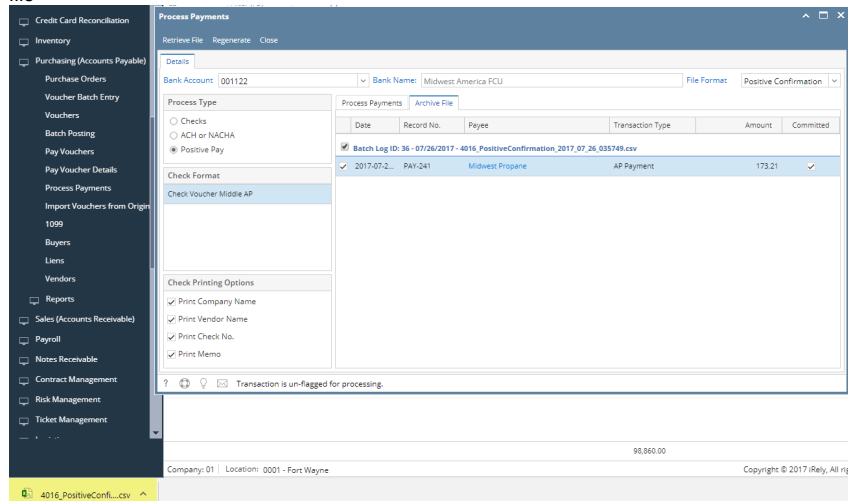 Credit Card Reconciliation
Inventory
Purchasing (Accounts Payable)
Purchase Orders
Voucher Batch Entry
Vouchers
Batch Posting
Pay Vouchers
Pay Voucher Details
Process Payments
Import Vouchers from Origin
1099
Buyers
Liens
Vendors
Reports
Sales (Accounts Receivable)
Payroll
Notes Receivable
Contract Management
Risk Management
Ticket Management
Process Payments
Retrieve File Regenerate Close
Details
Bank Account 001122 Bank Name: Midwest America FCU File Format Positive Confirmation
Process Type
Checks
ACH or NACHA
Positive Pay
Check Format
Check Voucher Middle AP
Check Printing Options
Print Company Name
Print Vendor Name
Print Check No.
Print Memo
Process Payments Archive File
Date Record No. Payee Transaction Type Amount Committed
Batch Log ID: 36 - 07/26/2017 - 4016_PositiveConfirmation_2017_07_26_035749.csv
2017-07-2... PAY-241 Midwest Propane AP Payment 173.21
? Transaction is un-flagged for processing.
98,860.00
Company: 01 Location: 0001 - Fort Wayne Copyright © 2017 iRely, All
4016_PositiveConfi....csv